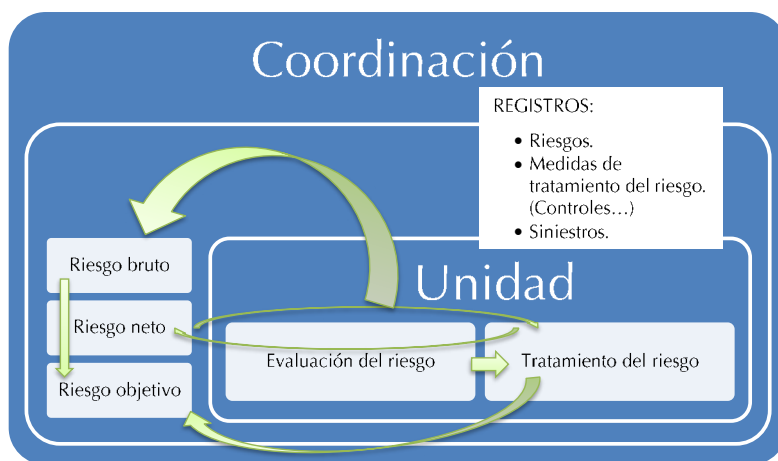 Coordinación
REGISTROS:
• Riesgos.
• Medidas de
tratamiento del riesgo.
(Controles...)
• Siniestros.
Riesgo bruto
Riesgo neto
Riesgo objetivo
Unidad
Evaluación del riesgo
Tratamiento del riesgo